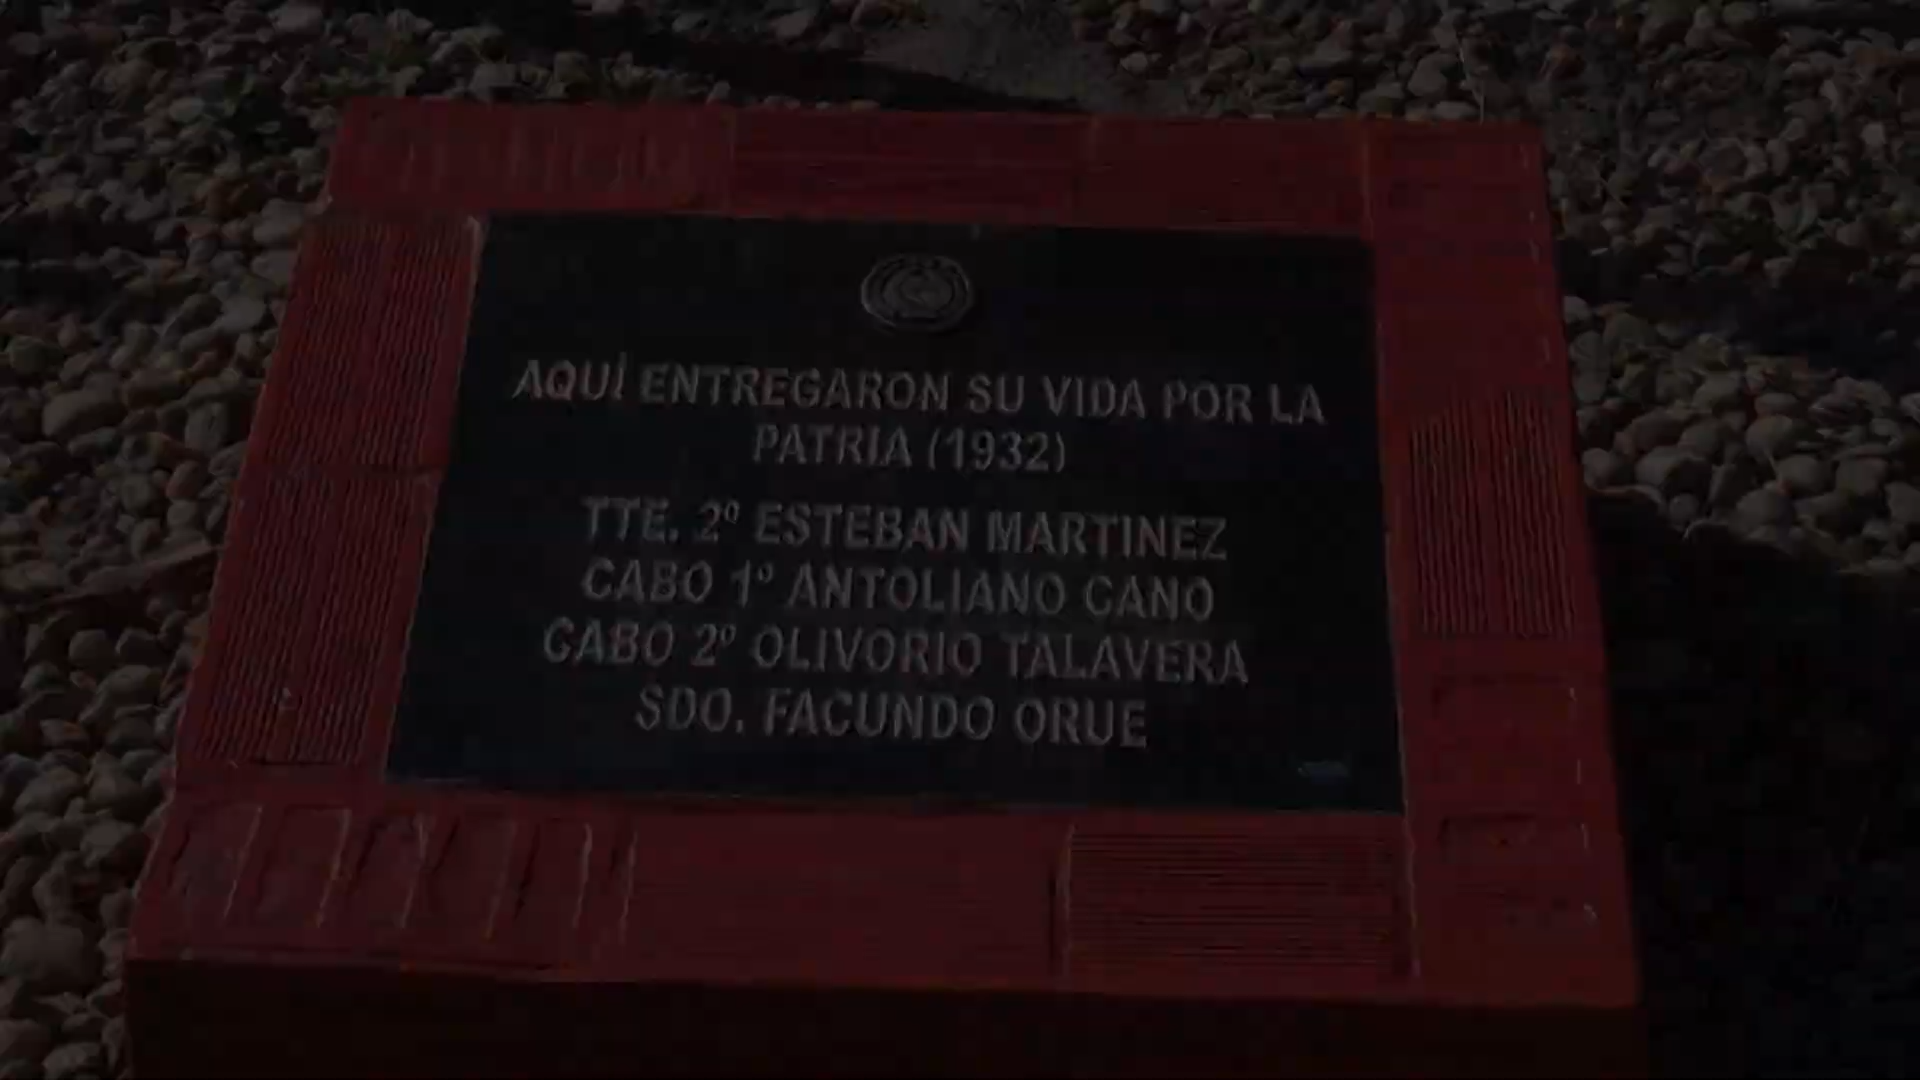 AQUÍ ENTREGARON SU VIDA POR LA
PATRIA (1932)
TTE. 2º ESTEBAN MARTINEZ
CABO 1º ANTOLIANO CANO
CABO 2º OLIVORIO TALAVERA
SDO. FACUNDO ORUE